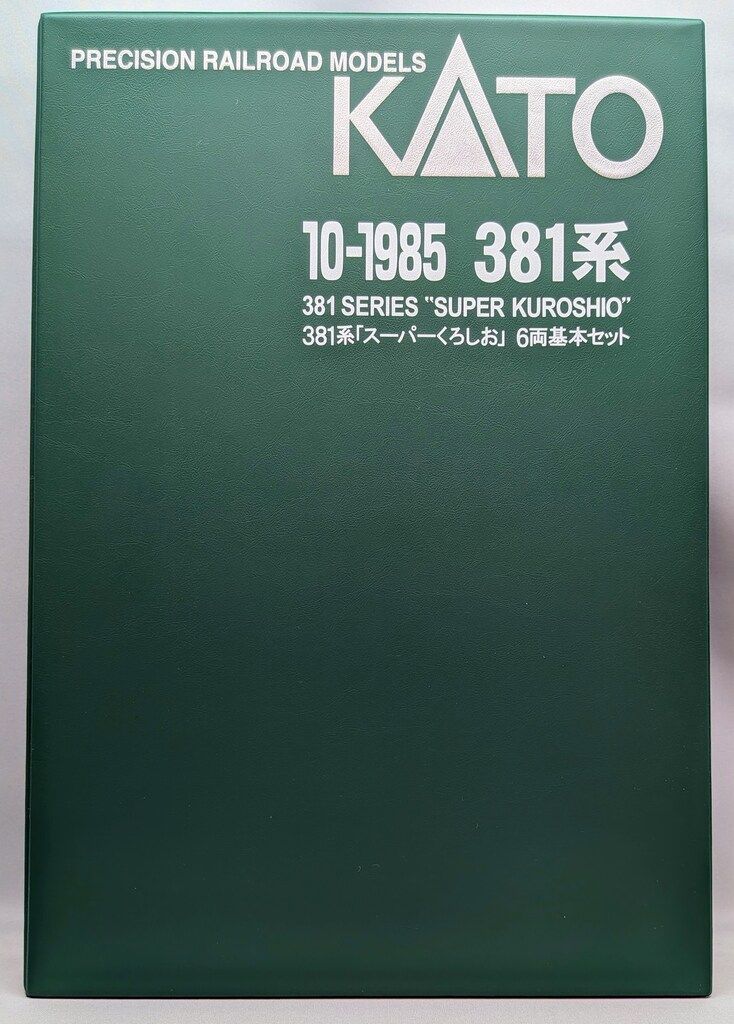 PRECISION RAILROAD MODELS
KATO
10-1985 381系
381 SERIES "SUPER KUROSHIO"
381系｢スーパーくろしお｣ 6両基本セット